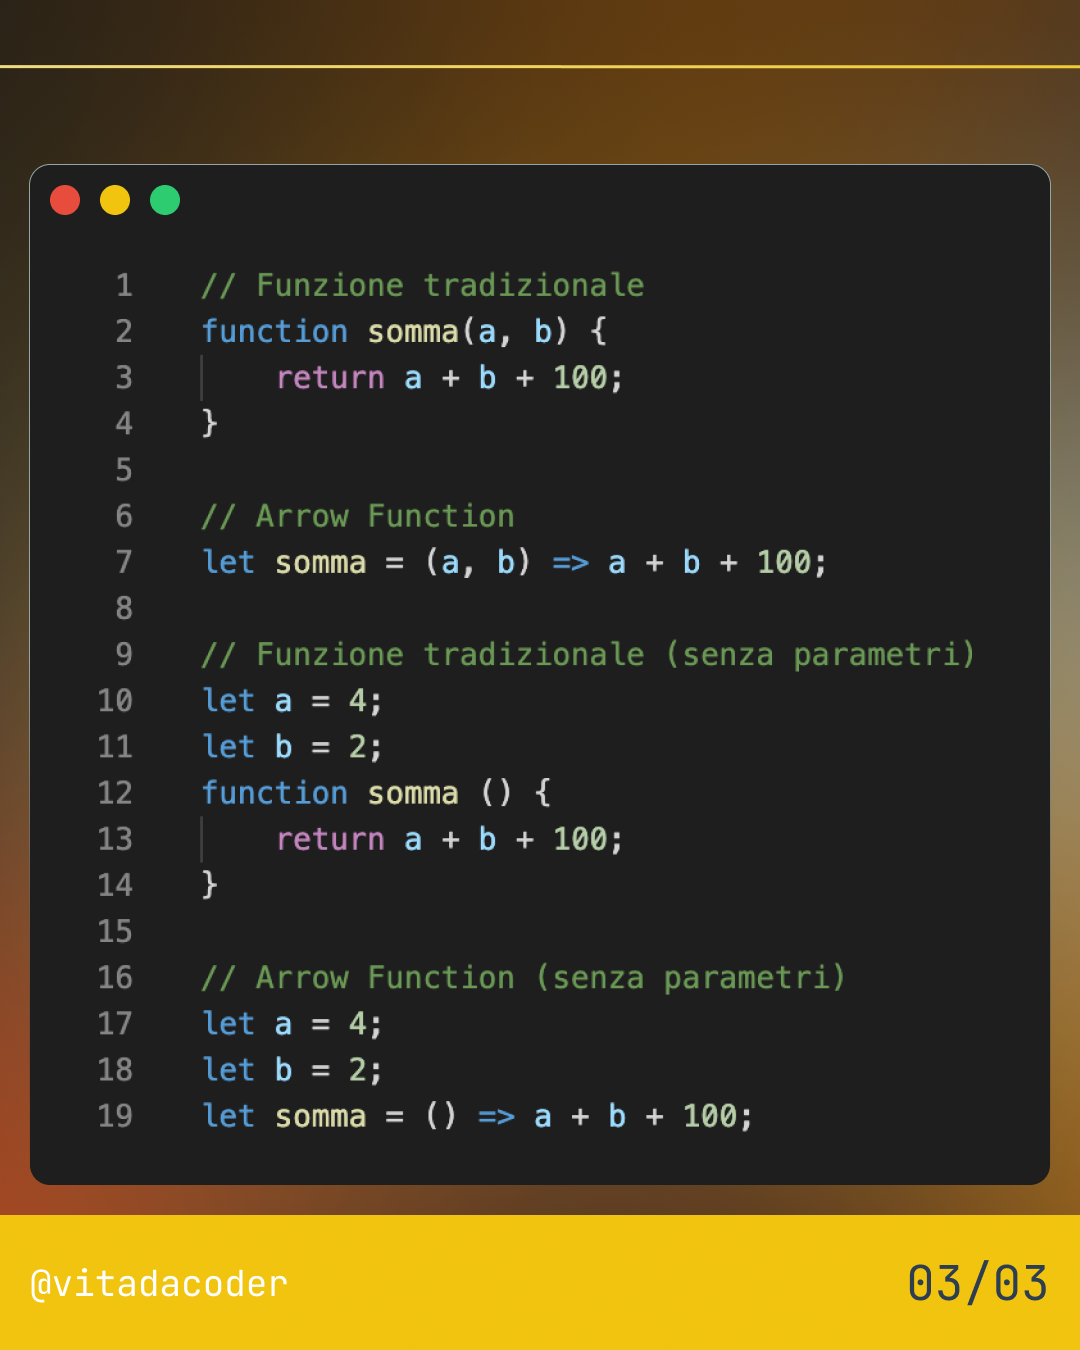 1 // Funzione tradizionale
2 function somma(a, b) {
3 return a + b + 100;
4 }
5
6 // Arrow Function
7 let somma = (a, b) => a + b + 100;
8
9 // Funzione tradizionale (senza parametri)
10 let a = 4;
11 let b = 2;
12 function somma () {
13 return a + b + 100;
14 }
15
16 // Arrow Function (senza parametri)
17 let a = 4;
18 let b = 2;
19 let somma = () => a + b + 100;
@vitadacoder
03/03